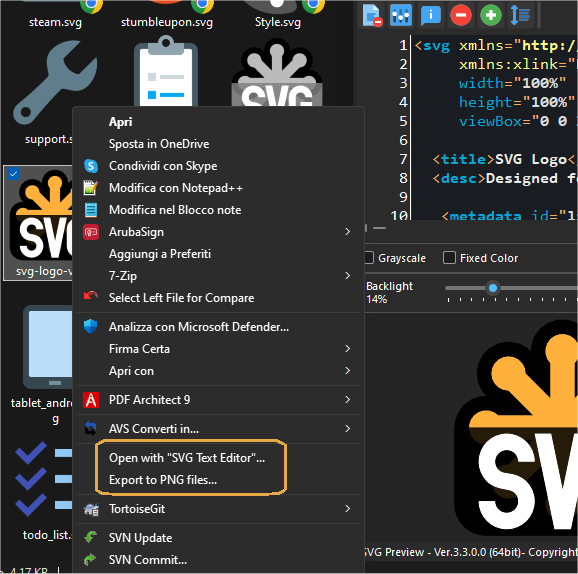 steam.svg
stumbleupon.svg
Style.svg
support.s
SVG
SVG
svg-logo-v
tablet_andro
g
todo_list.s
4,17 KB
Apri
Sposta in OneDrive
Condividi con Skype
Modifica con Notepad++
Modifica nel Blocco note
ArubaSign
Aggiungi a Preferiti
7-Zip
Select Left File for Compare
Analizza con Microsoft Defender...
Firma Certa
Apri con
PDF Architect 9
AVS Converti in...
Open with "SVG Text Editor"...
Export to PNG files...
TortoiseGit
SVN Update
SVN Commit...
1 <svg xmlns="http:/
2 xmlns:xlink="
3 width="100%"
4 height="100%"
5 viewBox="0 0
6
7 <title>SVG Logo<
8 <desc>Designed fo
9
10 <metadata id="l
Grayscale
Fixed Color
Backlight
14%
SVG
SVG Preview - Ver.3.3.0.0 (64bit)- Copyright